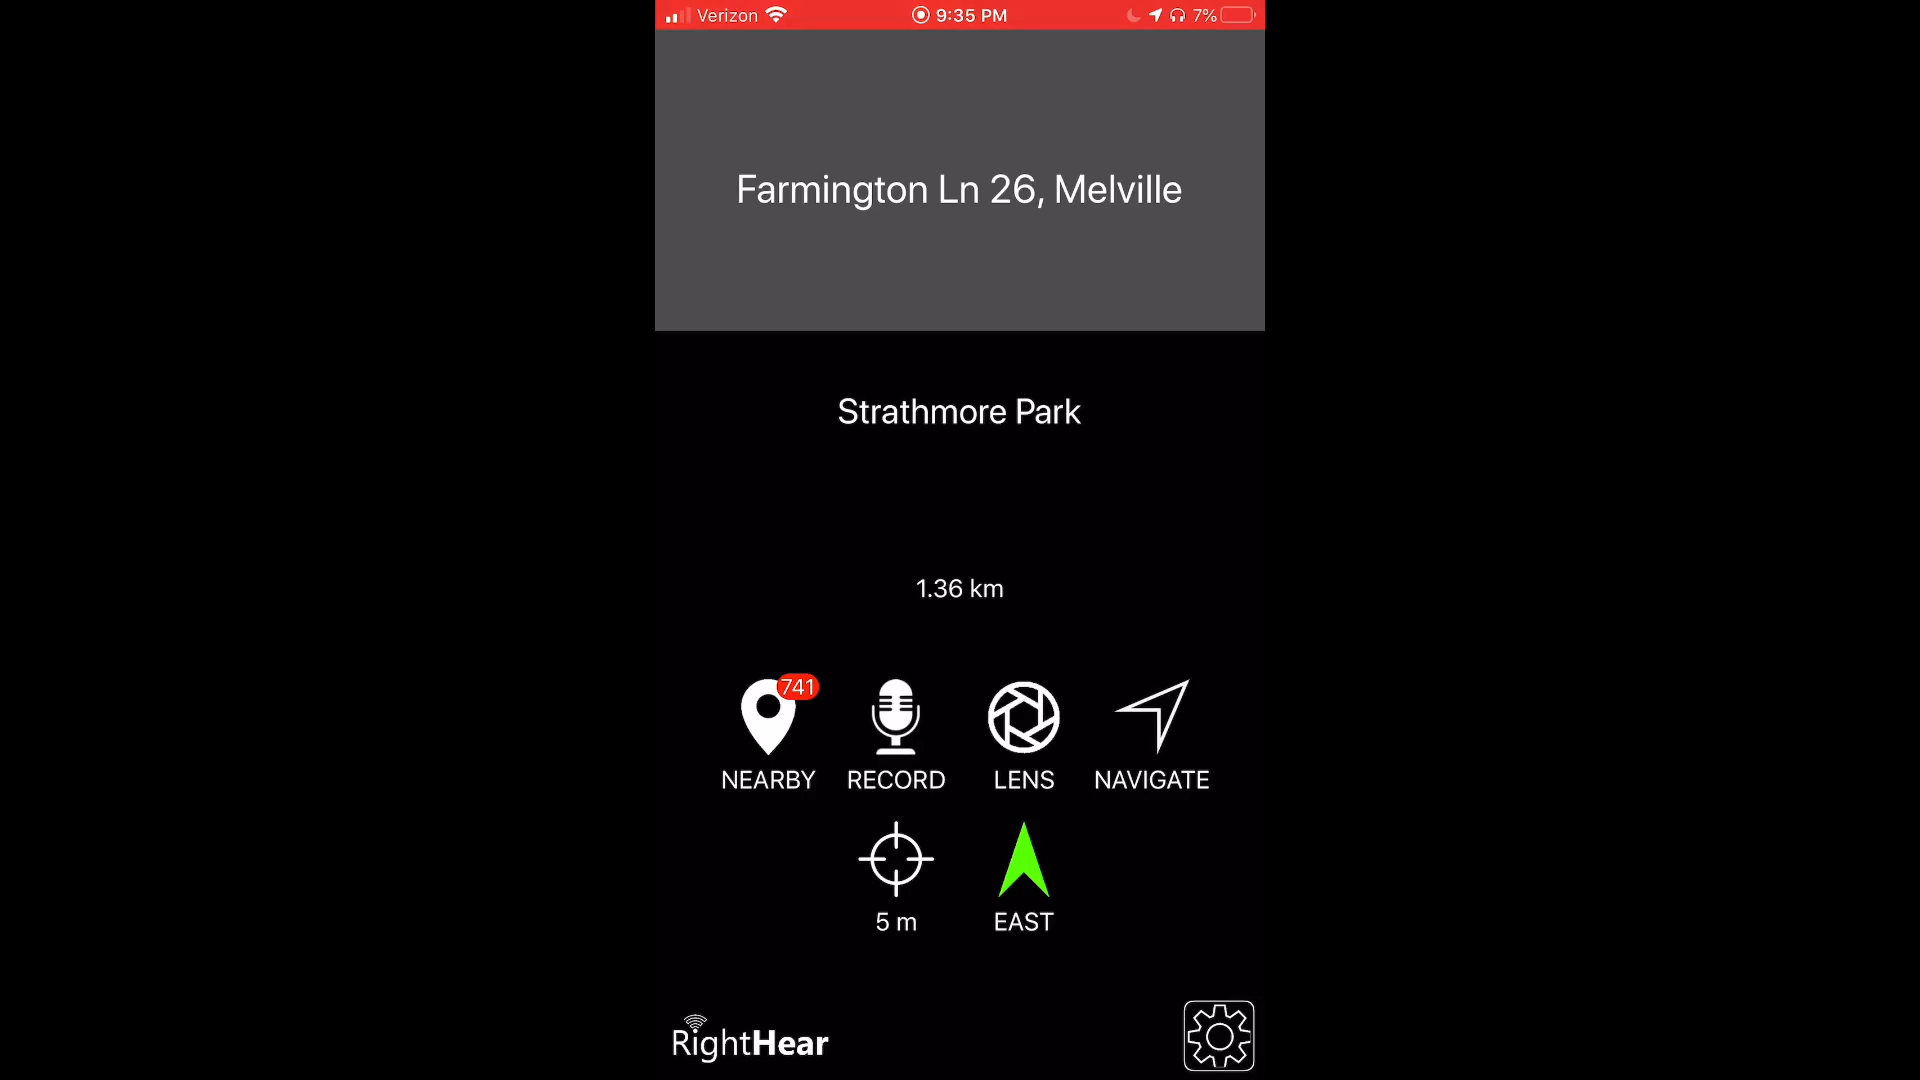 Verizon 9:35 PM 7%
Farmington Ln 26, Melville
Strathmore Park
1.36 km
741
NEARBY RECORD LENS NAVIGATE
5 m EAST
RightHear